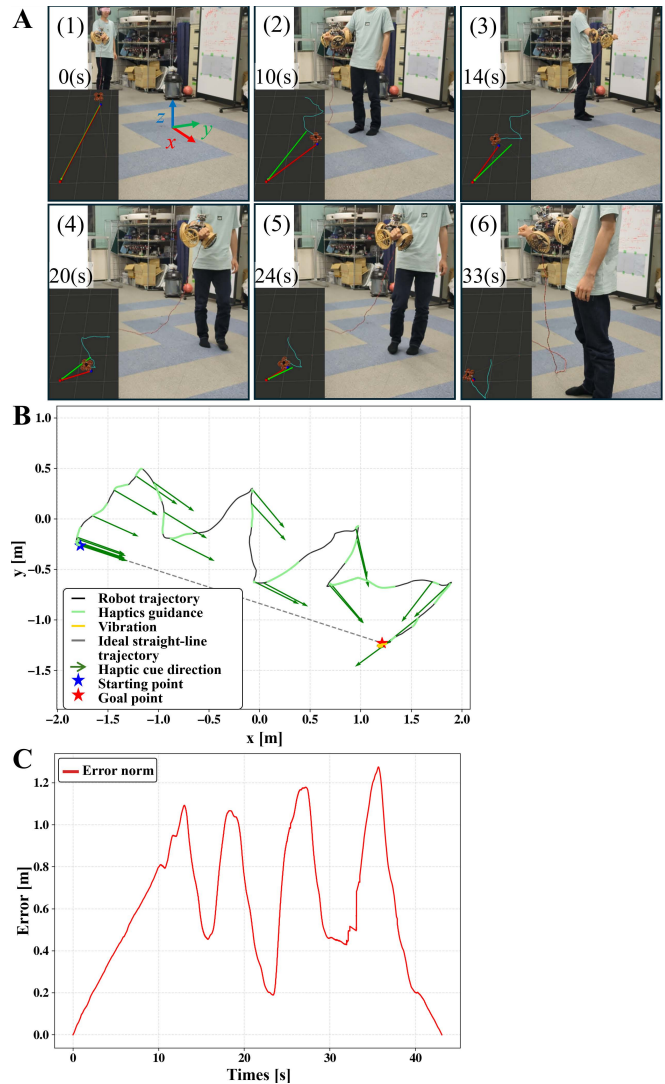 A
(1)
(2)
(3)
0(s)
10(s)
14(s)
z
y
x
(4)
(5)
(6)
20(s)
24(s)
33(s)
B
1.0
0.5
0.0
−0.5
−1.0
−1.5
y [m]
Robot trajectory
Haptics guidance
Vibration
Ideal straight-line
trajectory
Haptic cue direction
Starting point
Goal point
−2.0 −1.5 −1.0 −0.5 0.0 0.5 1.0 1.5 2.0
x [m]
C
Error norm
1.2
1.0
0.8
0.6
0.4
0.2
0.0
Error [m]
0 10 20 30 40
Times [s]